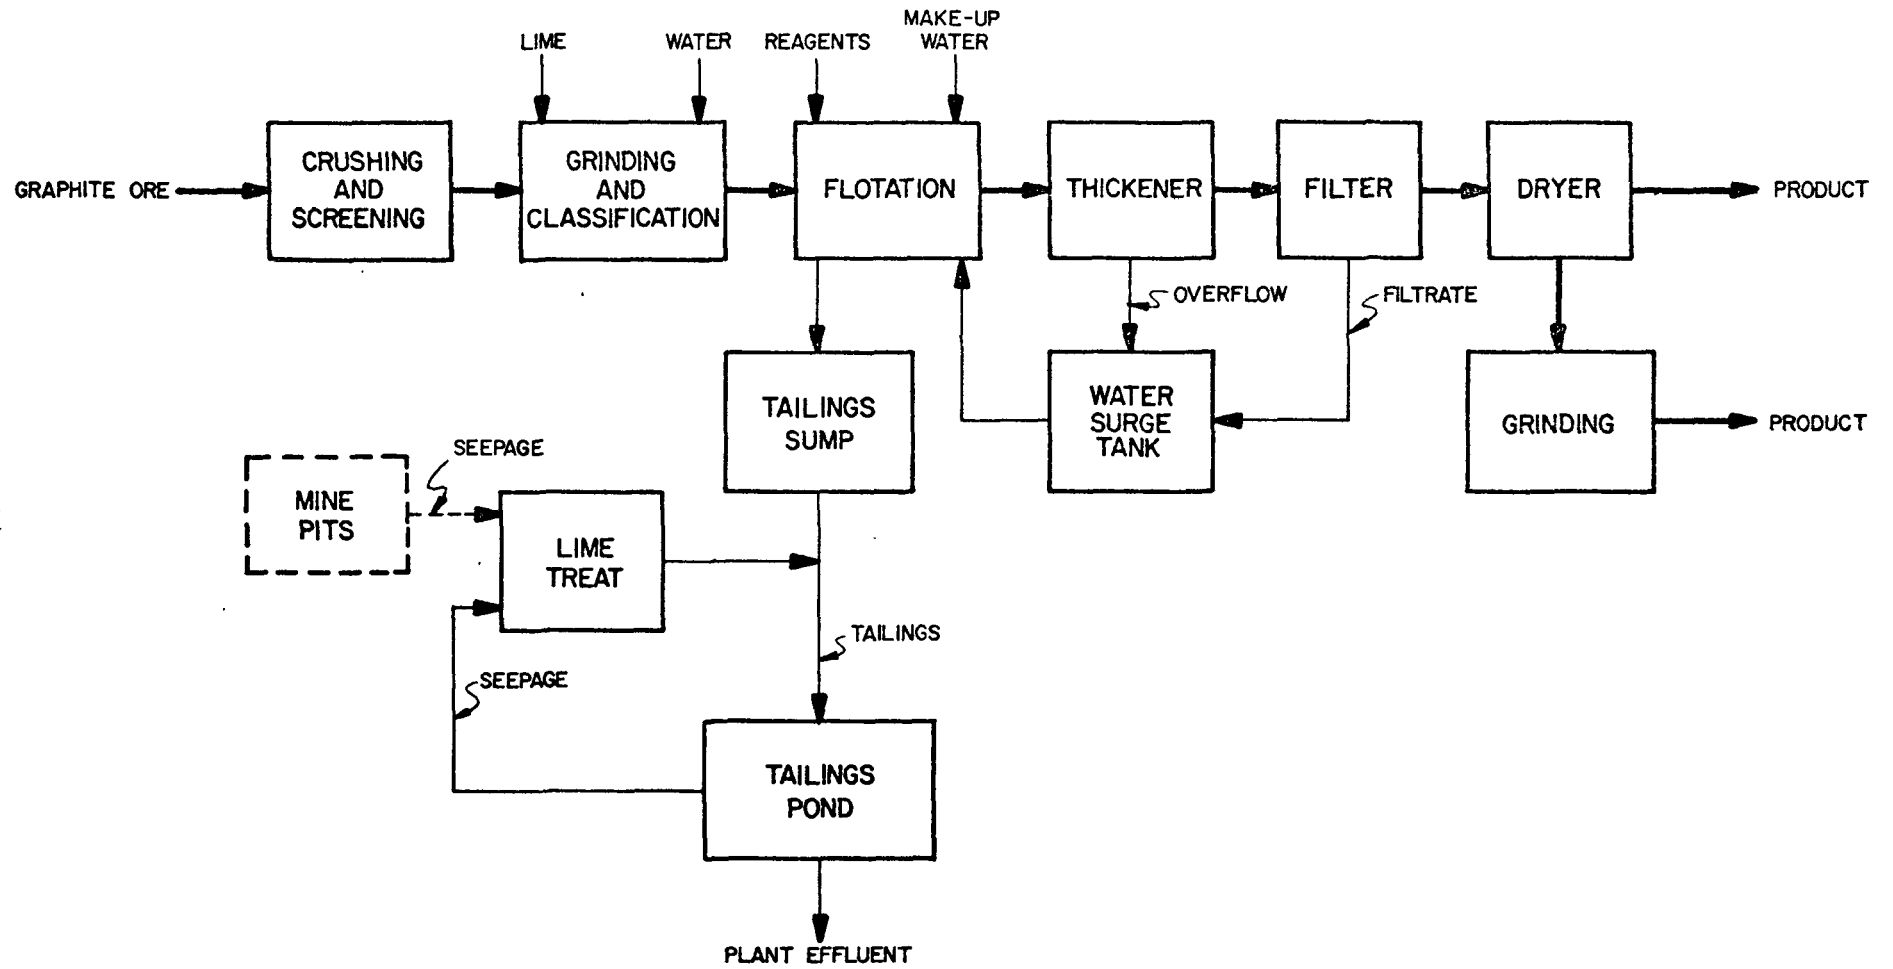 MAKE-UP
WATER
LIME
WATER
REAGENTS
GRAPHITE ORE
CRUSHING
AND
SCREENING
GRINDING
AND
CLASSIFICATION
FLOTATION
THICKENER
FILTER
DRYER
PRODUCT
OVERFLOW
FILTRATE
TAILINGS
SUMP
WATER
SURGE
TANK
GRINDING
PRODUCT
SEEPAGE
MINE
PITS
LIME
TREAT
TAILINGS
SEEPAGE
TAILINGS
POND
PLANT EFFLUENT